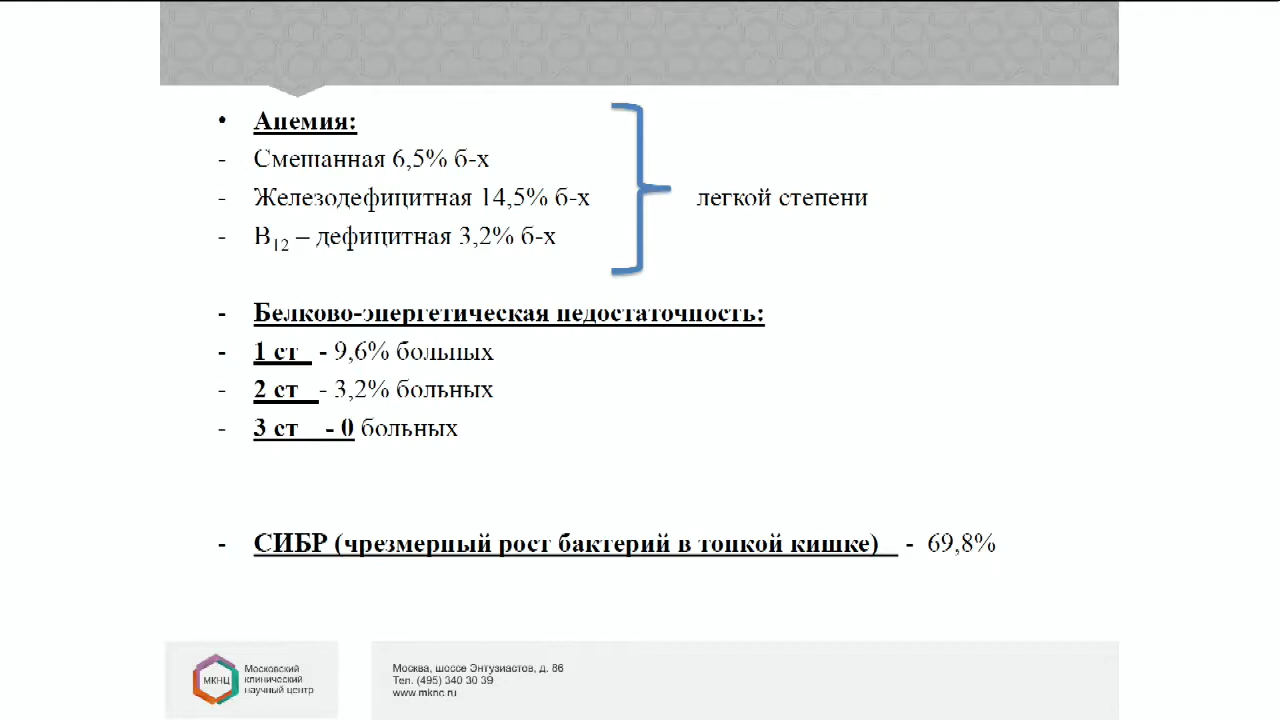 • Анемия:
- Смешанная 6,5% б-х
- Железодефицитная 14,5% б-х легкой степени
- B12 – дефицитная 3,2% б-х
- Белково-энергетическая недостаточность:
- 1 ст - 9,6% больных
- 2 ст - 3,2% больных
- 3 ст - 0 больных
- СИБР (чрезмерный рост бактерий в тонкой кишке) - 69,8%
МКНЦ
Московский
клинический
научный центр
Москва, шоссе Энтузиастов, д. 86
Тел. (495) 340 30 39
www.mknc.ru